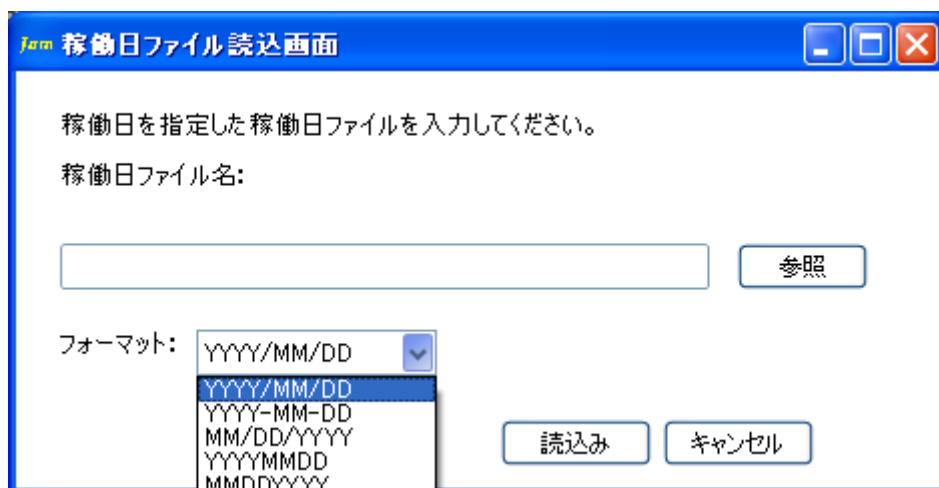 Jam 稼働日ファイル読込画面
稼働日を指定した稼働日ファイルを入力してください。
稼働日ファイル名:
参照
フォーマット: YYYY/MM/DD
YYYY/MM/DD
YYYY-MM-DD
MM/DD/YYYY
YYYYMMDD
MMDDYYYY
読込み キャンセル